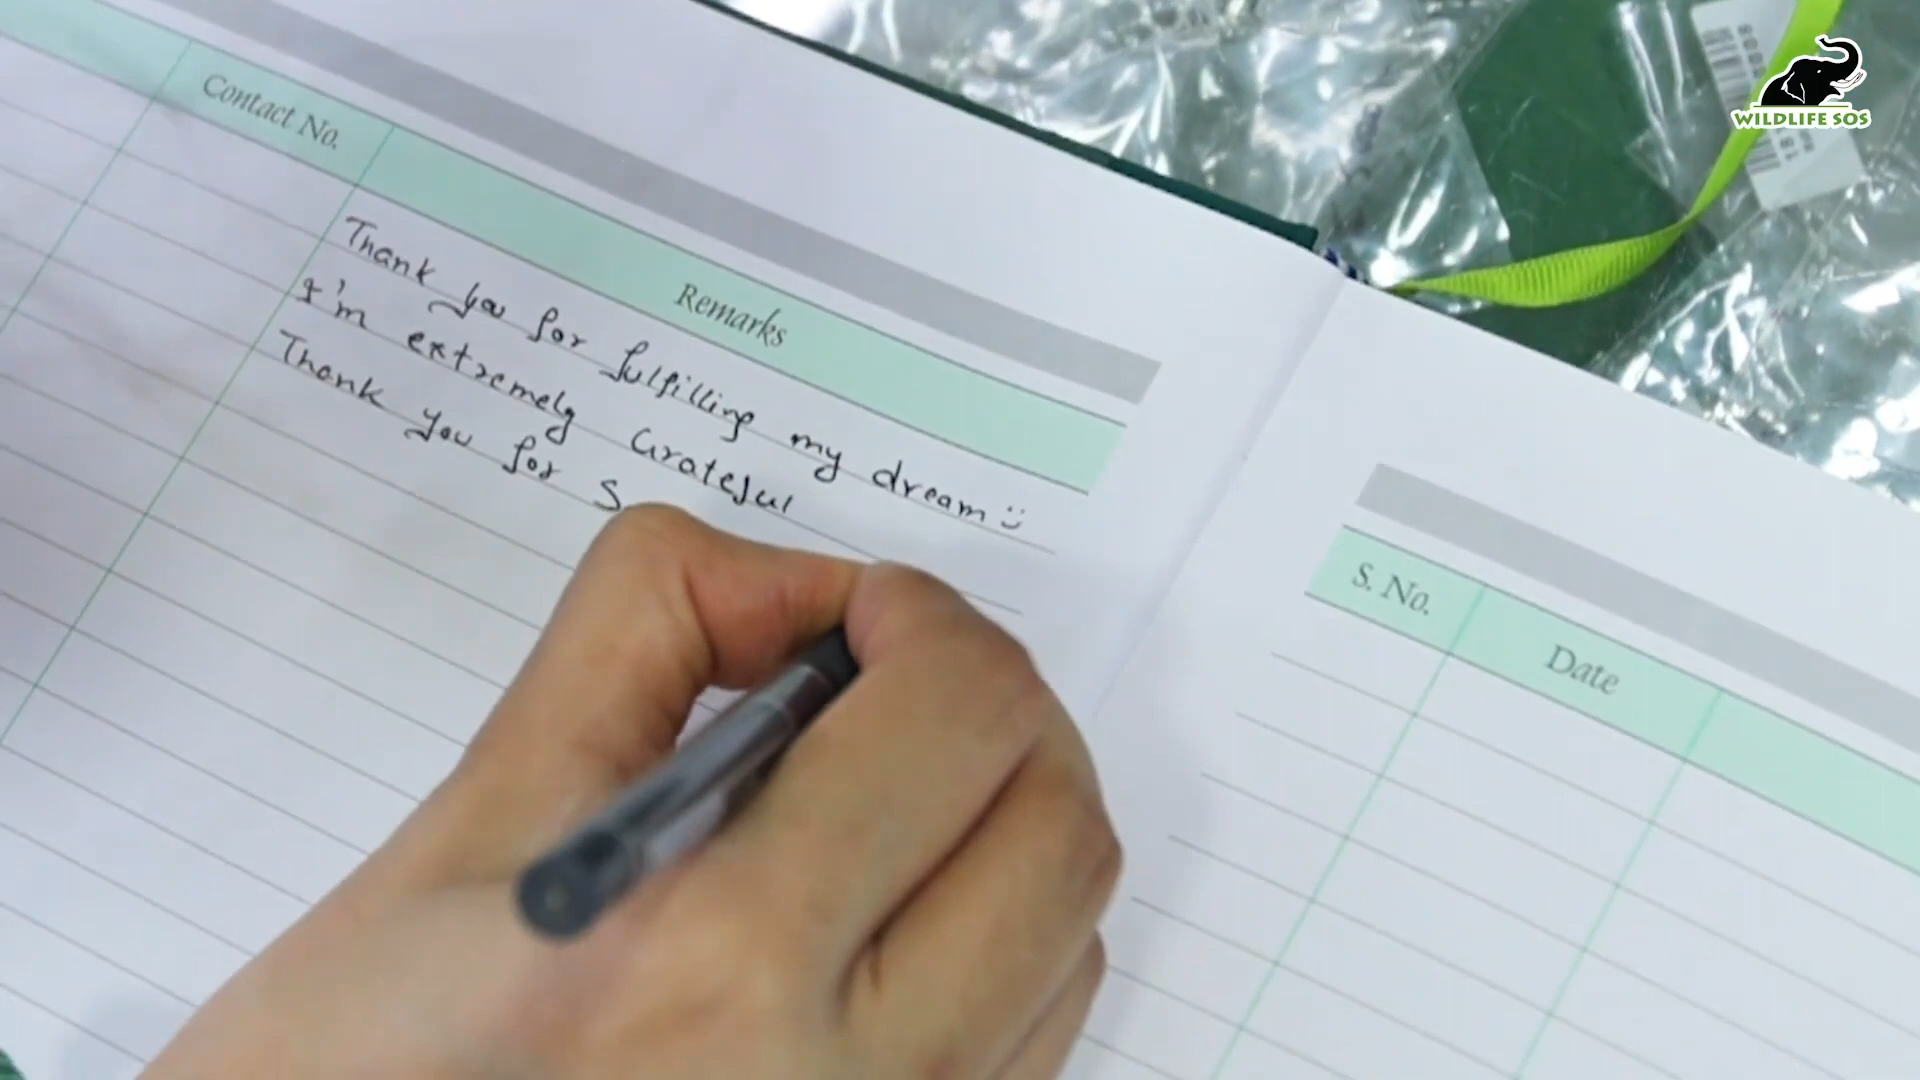 WILDLIFE SOS
Contact No.
Remarks
Thank you for fulfilling my dream :)
I'm extremely Grateful
Thank you for S
S. No.
Date